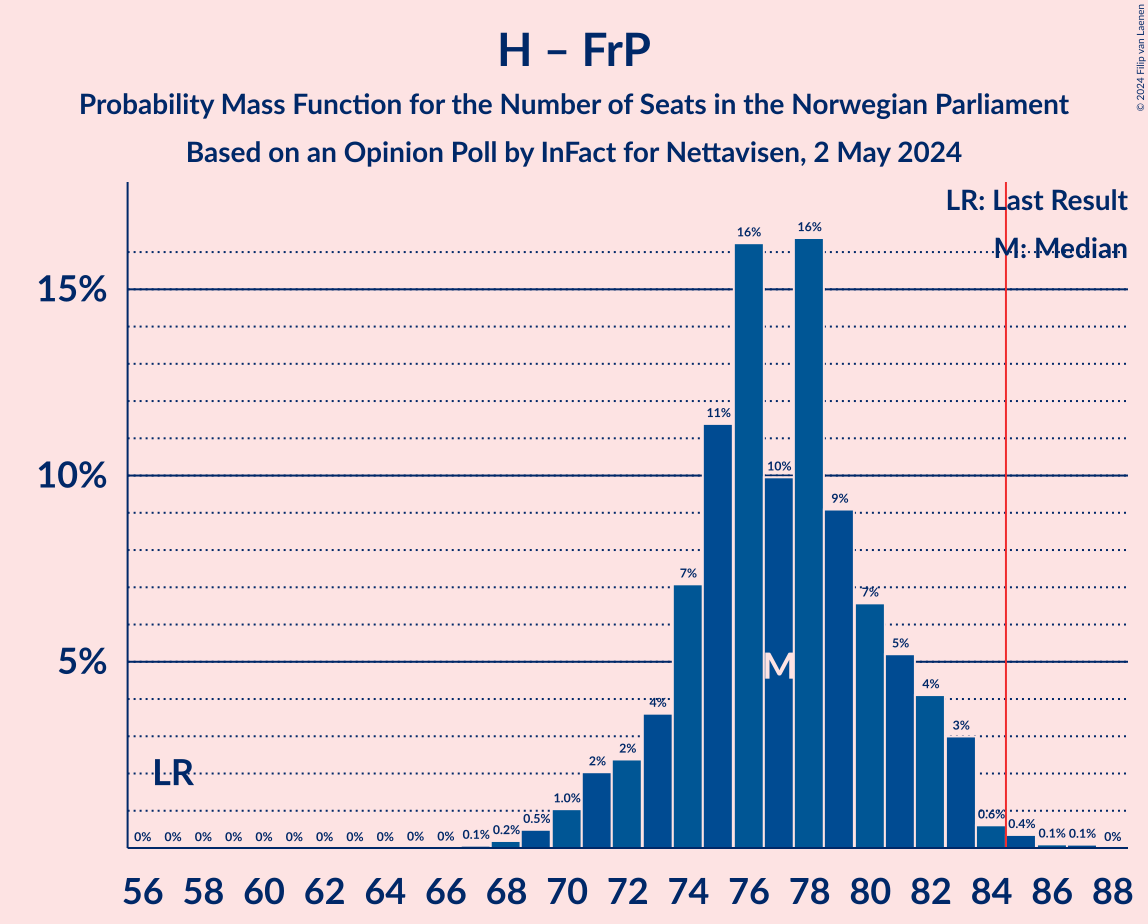 H – FrP
Probability Mass Function for the Number of Seats in the Norwegian Parliament
Based on an Opinion Poll by InFact for Nettavisen, 2 May 2024
© 2024 Filip van Laenen
LR: Last Result
M: Median
15%
10%
5%
16%
16%
11%
10%
9%
7%
7%
5%
4%
4%
3%
2%
2%
1.0%
0.5%
0.2%
0.1%
0.6%
0.4%
0.1%
0.1%
0%
0% 0% 0% 0% 0% 0% 0% 0% 0% 0% 0%
M
LR
56 58 60 62 64 66 68 70 72 74 76 78 80 82 84 86 88